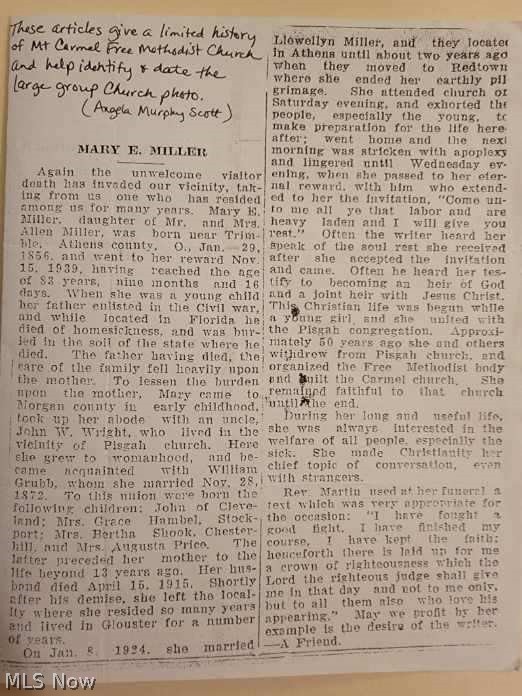 These articles give a limited history
of Mt Carmel Free Methodist Church
and help identify & date the
large group Church photo.
(Angela Murphy Scott)
MARY E. MILLER
Again the unwelcome visitor
death has invaded our vicinity, tak-
ing from us one who has resided
among us for many years. Mary E.
Miller, daughter of Mr. and Mrs.
Allen Miller, was born near Trim-
ble, Athens county, O., Jan. 29,
1856, and went to her reward Nov.
15, 1939, having reached the age
of 83 years, nine months and 16
days. When she was a young child
her father enlisted in the Civil war,
and while located in Florida he
died of homesickness, and was bur-
ied in the soil of the state where he
died. The father having died, the
care of the family fell heavily upon
the mother. To lessen the burden
upon the mother, Mary came to
Morgan county in early childhood,
took up her abode with an uncle,
John W. Wright, who lived in the
vicinity of Pisgah church. Here
she grew to womanhood, and be-
came acquainted with William
Grubb, whom she married Nov. 28,
1872. To this union were born the
following children: John of Cleve-
land; Mrs. Grace Hambel, Stock-
port; Mrs. Bertha Shook, Chester-
hill, and Mrs. Augusta Price. The
latter preceded her mother to the
life beyond 13 years ago. Her hus-
band died April 15, 1915. Shortly
after his demise, she left the local-
ity where she resided so many years
and lived in Glouster for a number
of years.
On Jan. 8, 1924, she married
Llewellyn Miller, and they located
in Athens until about two years ago
when they moved to Redtown
where she ended her earthly pil
grimage. She attended church on
Saturday evening, and exhorted the
people, especially the young, to
make preparation for the life here-
after; went home and the next
morning was stricken with apoplexy
and lingered until Wednesday ev-
ening, when she passed to her eter-
nal reward, with him who extend-
ed to her the invitation, "Come un-
to me all ye that labor and are
heavy laden and I will give you
rest." Often the writer heard her
speak of the soul rest she received
after she accepted the invitation
and came. Often he heard her tes-
tify to becoming an heir of God
and a joint heir with Jesus Christ.
This Christian life was begun while
a young girl, and she united with
the Pisgah congregation. Approxi-
mately 50 years ago she and others
withdrew from Pisgah church, and
organized the Free Methodist body
and built the Carmel church. She
remained faithful to that church
until the end.
During her long and useful life,
she was always interested in the
welfare of all people, especially the
sick. She made Christianity her
chief topic of conversation, even
with strangers.
Rev. Martin used at her funeral a
text which was very appropriate for
the occasion: "I have fought a
good fight, I have finished my
course, I have kept the faith;
henceforth there is laid up for me
a crown of righteousness which the
Lord the righteous judge shall give
me in that day and not to me only,
but to all them also who love his
appearing." May we profit by her
example is the desire of the writer.
—A Friend.
MLS Now